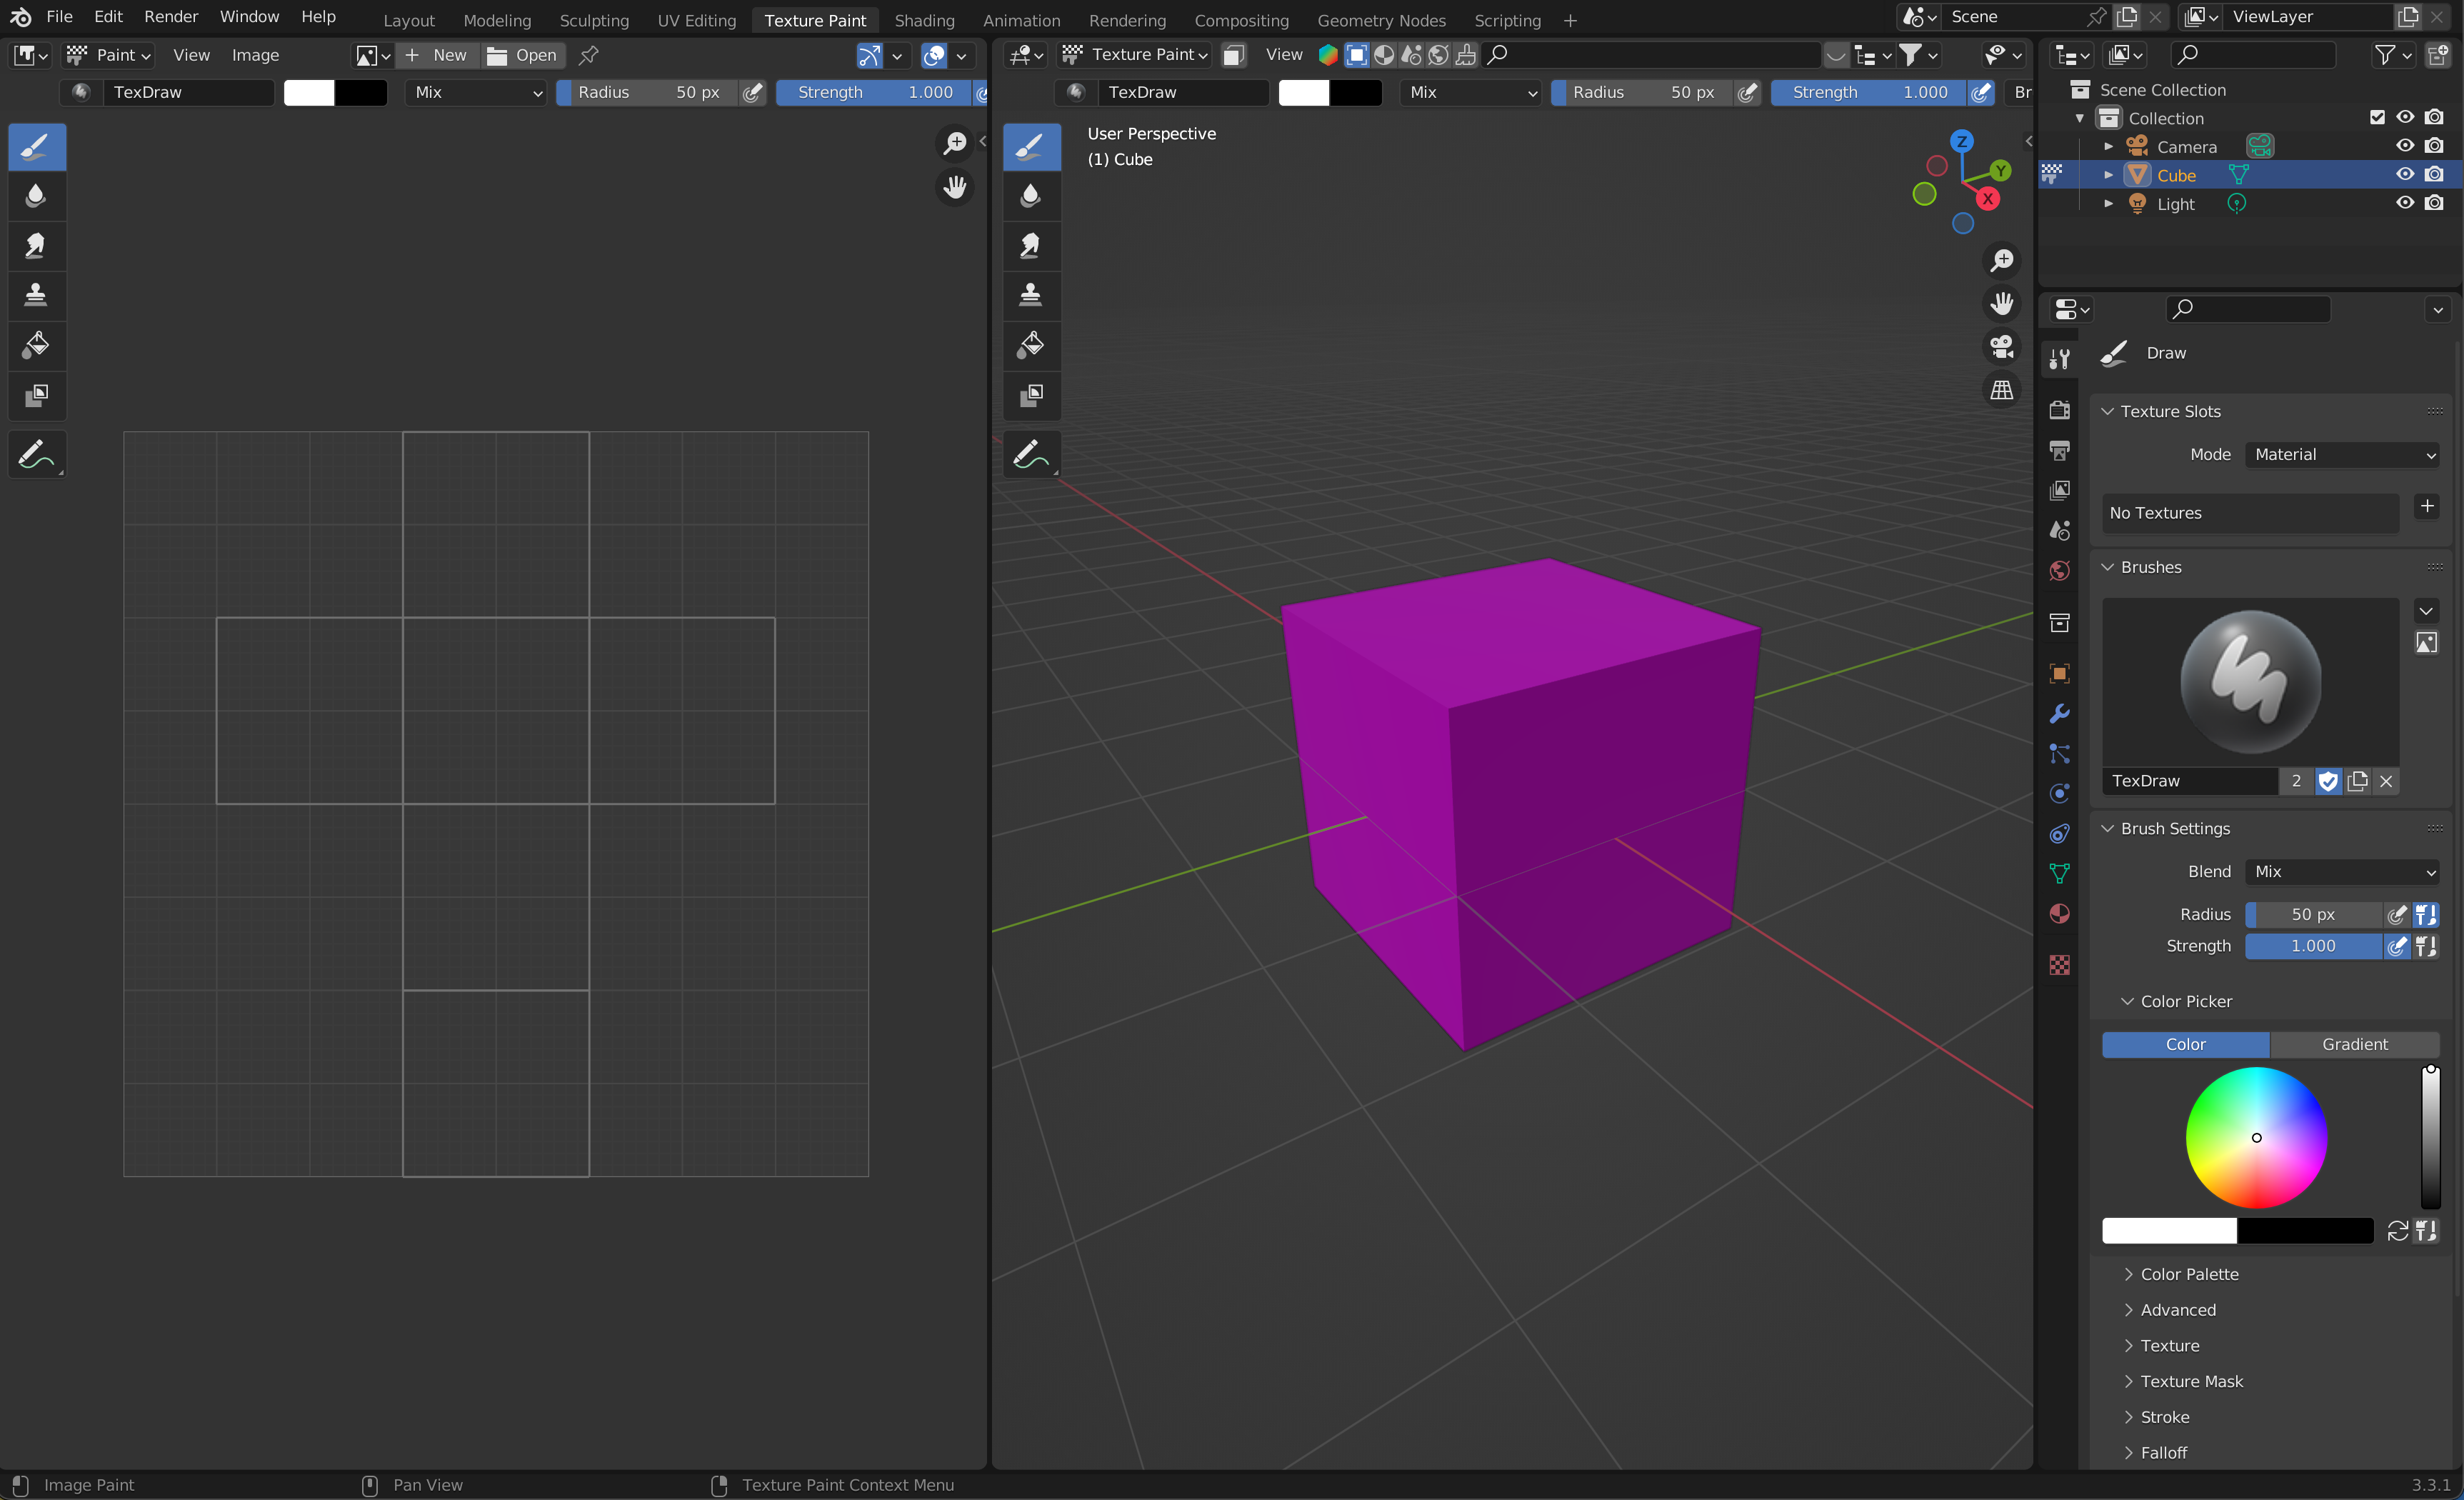 File Edit Render Window Help Layout Modeling Sculpting UV Editing Texture Paint Shading Animation Rendering Compositing Geometry Nodes Scripting + Scene ViewLayer
Paint View Image + New Open
TexDraw Mix Radius 50 px Strength 1.000
Texture Paint View
TexDraw Mix Radius 50 px Strength 1.000 Br
User Perspective
(1) Cube
Z
Y
X
Scene Collection
Collection
Camera
Cube
Light
Draw
Texture Slots
Mode Material
No Textures
Brushes
TexDraw 2
Brush Settings
Blend Mix
Radius 50 px
Strength 1.000
Color Picker
Color Gradient
Color Palette
Advanced
Texture
Texture Mask
Stroke
Falloff
Image Paint Pan View Texture Paint Context Menu 3.3.1